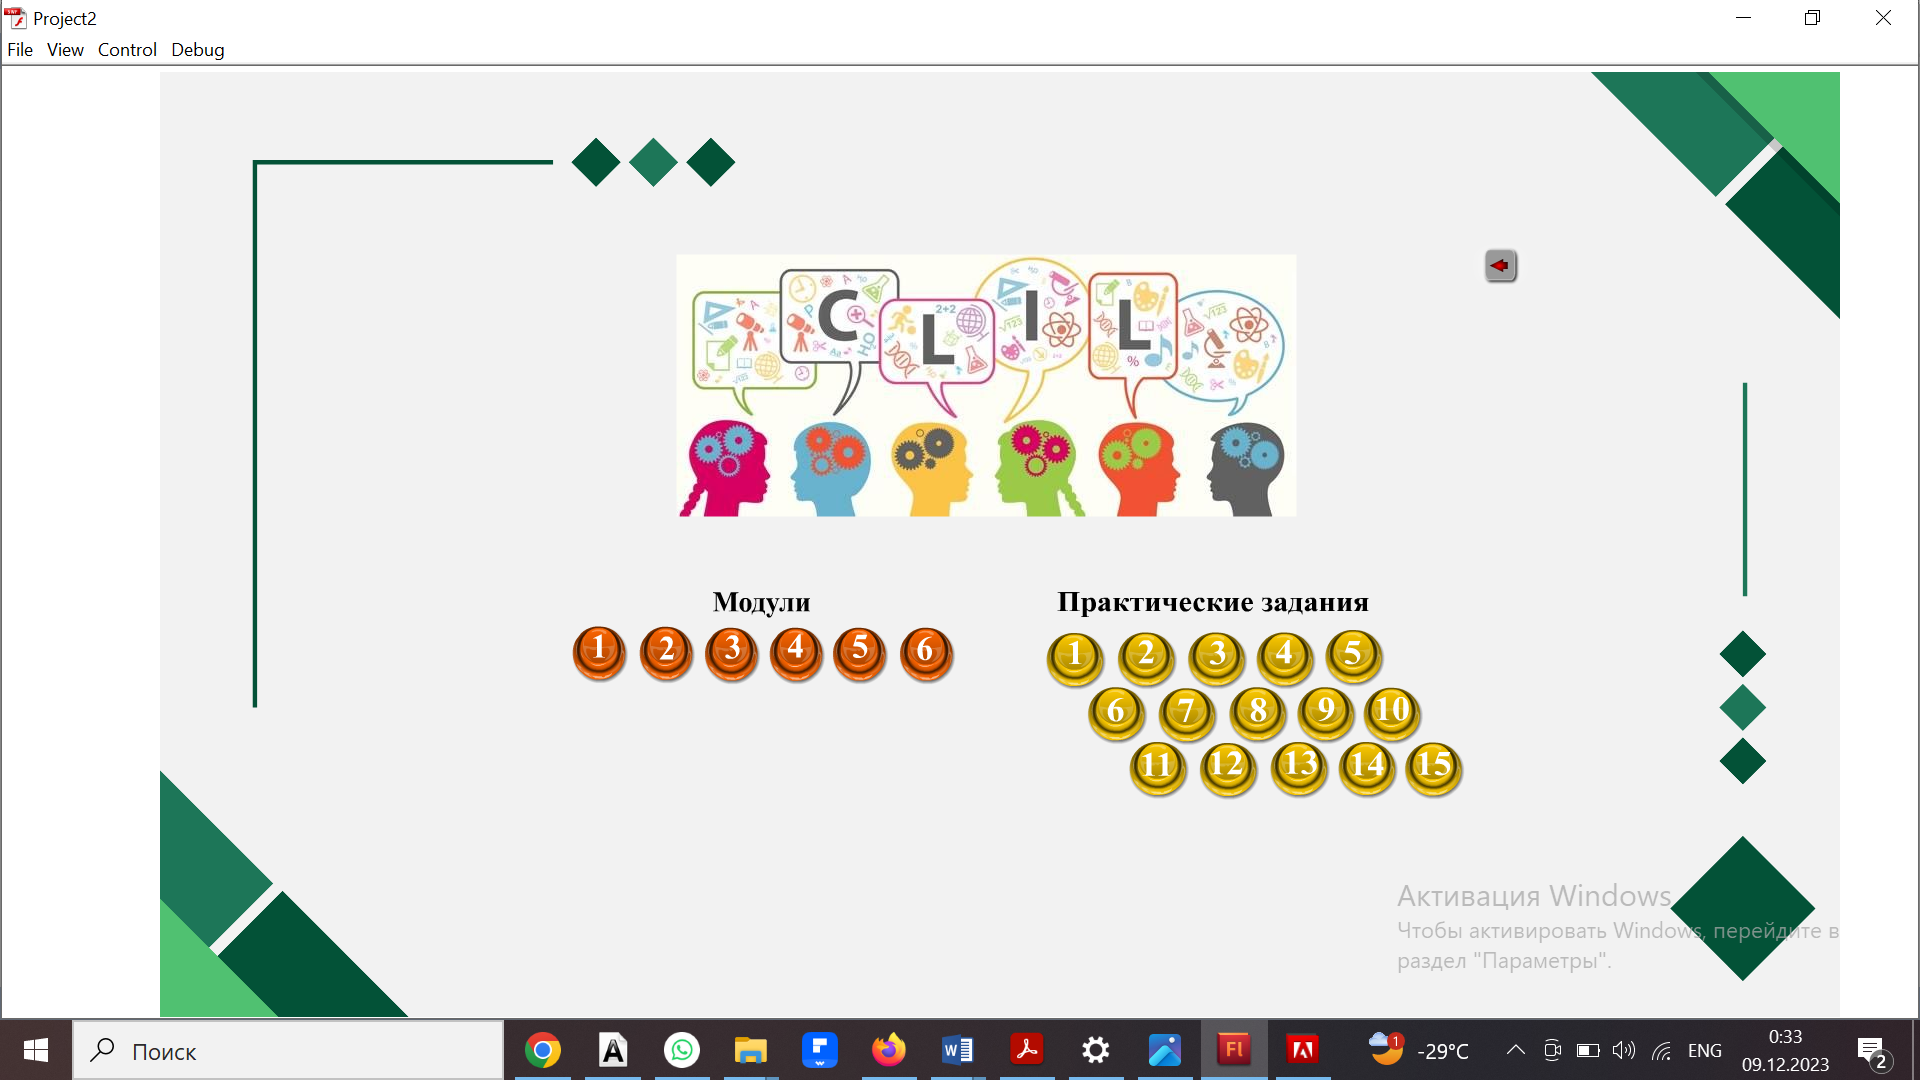 Project2
File View Control Debug
C L I L
Модули
1 2 3 4 5 6
Практические задания
1 2 3 4 5
6 7 8 9 10
11 12 13 14 15
Активация Windows
Чтобы активировать Windows, перейдите в
раздел "Параметры".
Поиск
-29°C
ENG
0:33
09.12.2023
2